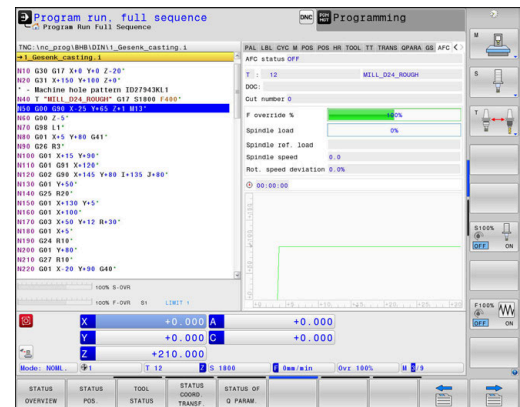 Program run, full sequence
Program Run Full Sequence
DNC
Programming
TNC:\nc_prog\BHB\DIN\1_Gesenk_casting.i
→1_Gesenk_casting.i
N10 G30 G17 X+0 Y+0 Z-20*
N20 G31 X+150 Y+100 Z+0*
* - Machine hole pattern ID27943KL1
N40 T "MILL_D24_ROUGH" G17 S1800 F400*
N50 G00 G90 X-25 Y+65 Z+1 M13*
N60 G00 Z-5*
N70 G98 L1*
N80 G01 X+5 Y+80 G41*
N90 G26 R3*
N100 G01 X+15 Y+90*
N110 G01 G91 X+120*
N120 G02 G90 X+145 Y+80 I+135 J+80*
N130 G01 Y+50*
N140 G25 R20*
N150 G01 X+130 Y+5*
N160 G01 X+100*
N170 G03 X+50 Y+12 R+30*
N180 G01 X+5*
N190 G24 R10*
N200 G01 Y+80*
N210 G27 R10*
N220 G01 X-20 Y+90 G40*
100% S-OVR
100% F-OVR S1 LIMIT 1
PAL LBL CYC M POS POS HR TOOL TT TRANS QPARA GS AFC
AFC status OFF
T : 12 MILL_D24_ROUGH
DOC:
Cut number 0
F override % 100%
Spindle load 0%
Spindle ref. load
Spindle speed 0.0
Rot. speed deviation 0.0%
00:00:00
X +0.000 A +0.000
Y +0.000 C +0.000
Z +210.000
Mode: NOML. 1 T 12 Z S 1800 F 0mm/min Ovr 100% M 3/9
STATUS OVERVIEW
STATUS POS.
TOOL STATUS
STATUS COORD. TRANSF.
STATUS OF Q PARAM.
M
S
T
S100%
OFF ON
F100%
OFF ON